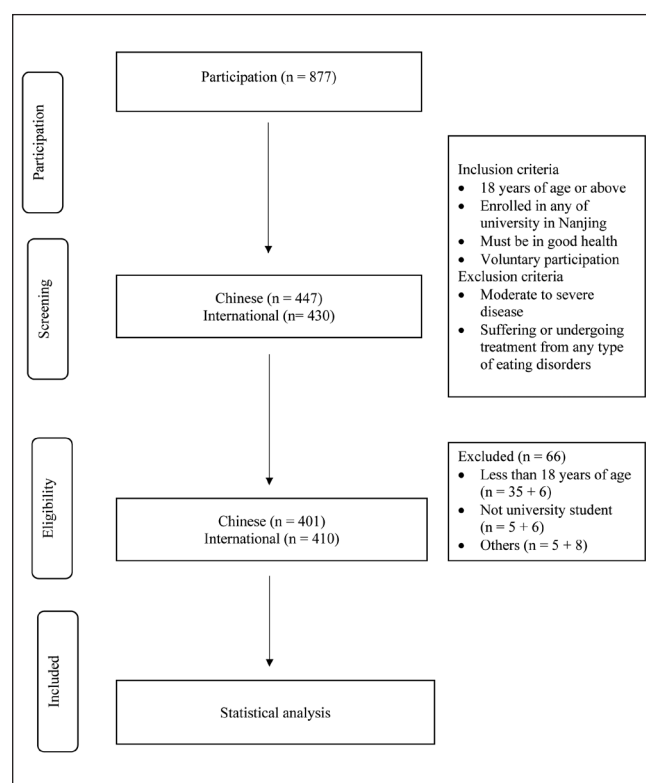 Participation (n = 877)
Participation
Inclusion criteria
• 18 years of age or above
• Enrolled in any of
university in Nanjing
• Must be in good health
• Voluntary participation
Exclusion criteria
• Moderate to severe
disease
• Suffering or undergoing
treatment from any type
of eating disorders
Screening
Chinese (n = 447)
International (n= 430)
Excluded (n = 66)
• Less than 18 years of age
(n = 35 + 6)
• Not university student
(n = 5 + 6)
• Others (n = 5 + 8)
Eligibility
Chinese (n = 401)
International (n = 410)
Included
Statistical analysis